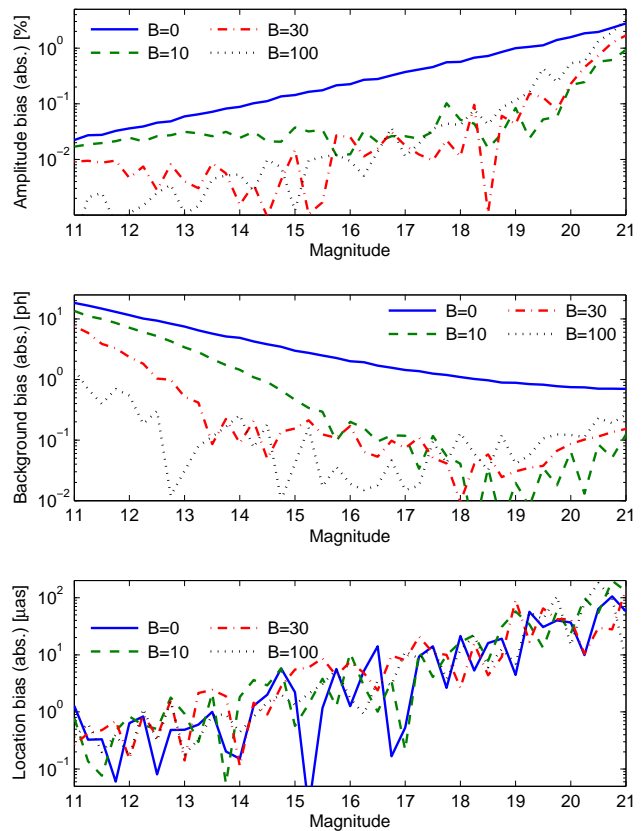 Amplitude bias (abs.) [%]
10^0
10^-1
10^-2
B=0
B=10
B=30
B=100
11 12 13 14 15 16 17 18 19 20 21
Magnitude
Background bias (abs.) [ph]
10^1
10^0
10^-1
10^-2
B=0
B=10
B=30
B=100
11 12 13 14 15 16 17 18 19 20 21
Magnitude
Location bias (abs.) [µas]
10^2
10^1
10^0
10^-1
B=0
B=10
B=30
B=100
11 12 13 14 15 16 17 18 19 20 21
Magnitude